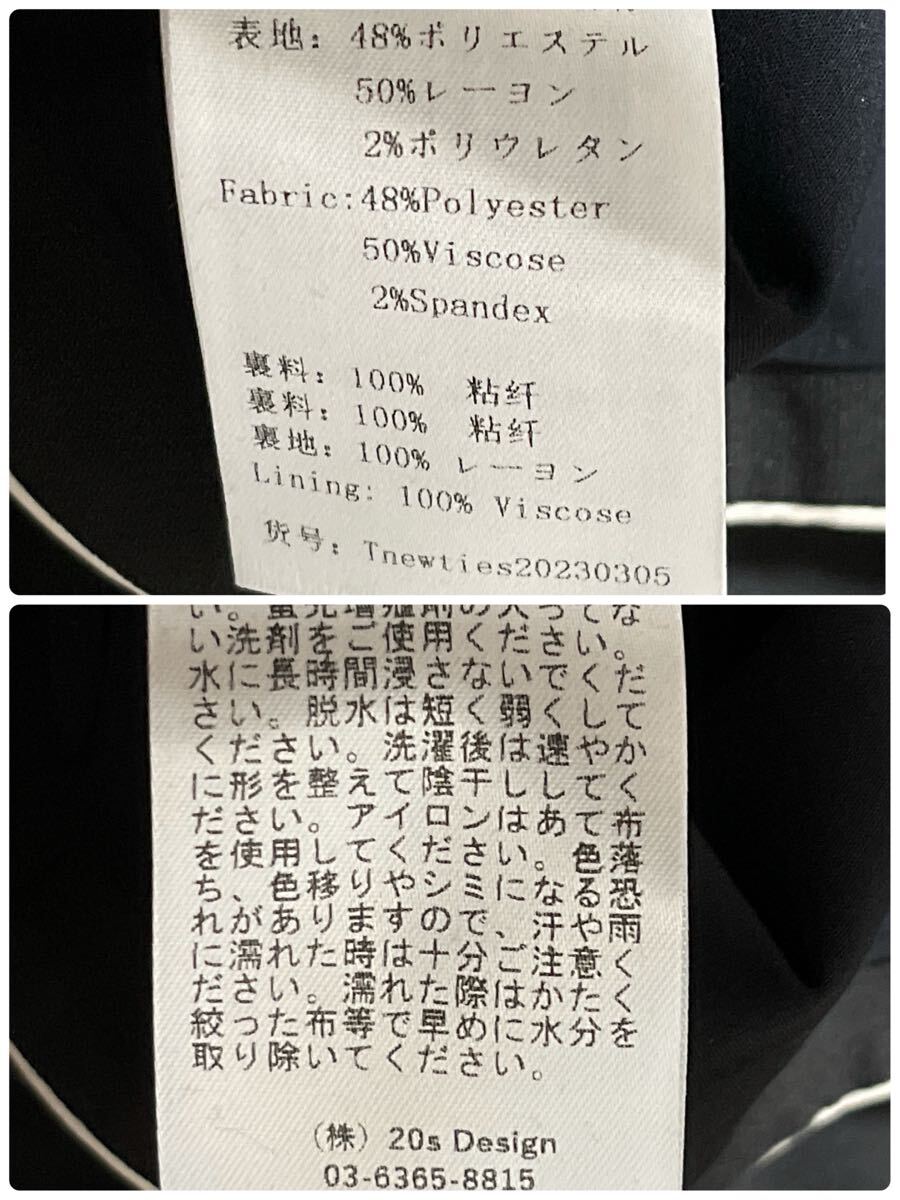 表地: 48%ポリエステル
50%レーヨン
2%ポリウレタン
Fabric:48%Polyester
50%Viscose
2%Spandex
裏料: 100% 粘纤
裏料: 100% 粘纤
裏地: 100% レーヨン
Lining: 100% Viscose
货号: Tnewties20230305
い洗剤をご使用ください。
水に長時間浸さないでくだ
さい。脱水は短く弱くして
ください。洗濯後は速やか
に形を整えて陰干ししてく
ださい。アイロンはあて布
を使用してください。色落
ち、色移りやシミになる恐
れがありますので、汗や雨
に濡れた時は十分ご注意く
ださい。濡れた際はかたく
絞った布等で早めに水分を
取り除いてください。
(株) 20s Design
03-6365-8815